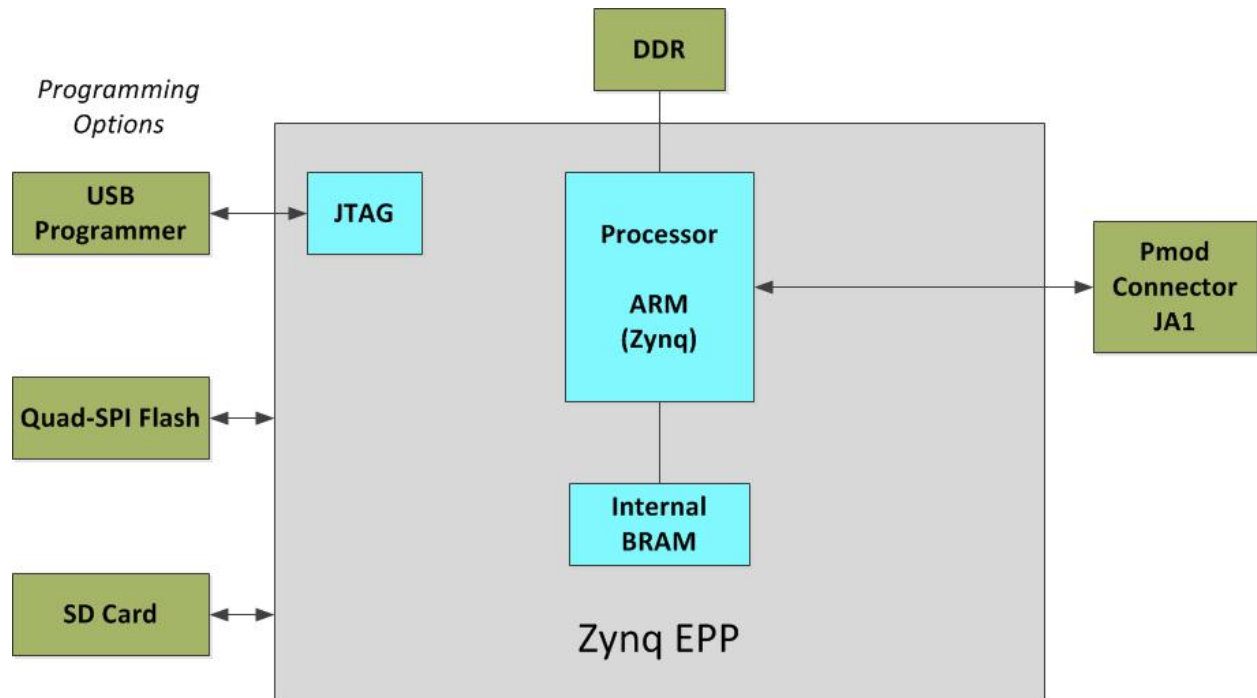 DDR
Programming
Options
USB
Programmer
JTAG
Processor
ARM
(Zynq)
Pmod
Connector
JA1
Quad-SPI Flash
Internal
BRAM
SD Card
Zynq EPP